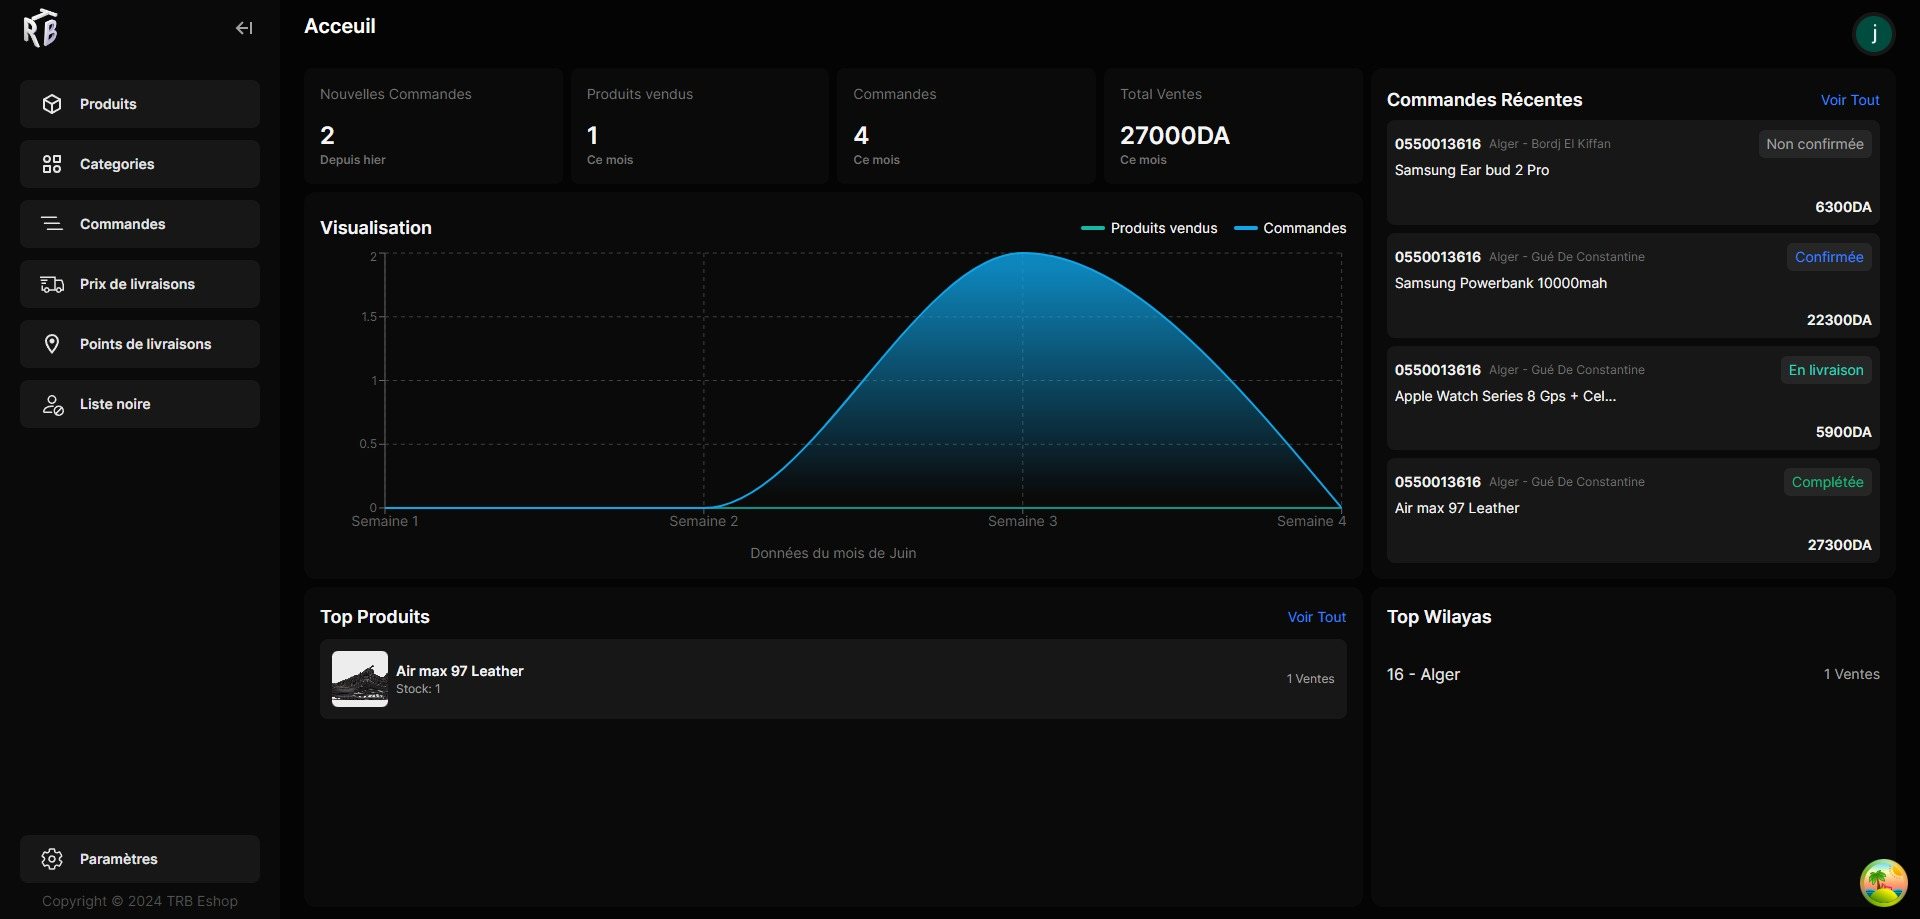 RTB
Produits
Categories
Commandes
Prix de livraisons
Points de livraisons
Liste noire
Paramètres
Copyright © 2024 TRB Eshop
Acceuil
j
Nouvelles Commandes
2
Depuis hier
Produits vendus
1
Ce mois
Commandes
4
Ce mois
Total Ventes
27000DA
Ce mois
Visualisation
Produits vendus
Commandes
2
1.5
1
0.5
0
Semaine 1
Semaine 2
Semaine 3
Semaine 4
Données du mois de Juin
Commandes Récentes
Voir Tout
0550013616 Alger - Bordj El Kiffan
Non confirmée
Samsung Ear bud 2 Pro
6300DA
0550013616 Alger - Gué De Constantine
Confirmée
Samsung Powerbank 10000mah
22300DA
0550013616 Alger - Gué De Constantine
En livraison
Apple Watch Series 8 Gps + Cel...
5900DA
0550013616 Alger - Gué De Constantine
Complétée
Air max 97 Leather
27300DA
Top Produits
Voir Tout
Air max 97 Leather
Stock: 1
1 Ventes
Top Wilayas
16 - Alger
1 Ventes